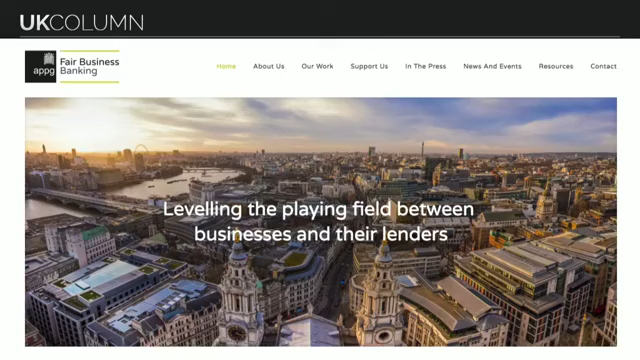 UKCOLUMN
appg
Fair Business
Banking
Home About Us Our Work Support Us In The Press News And Events Resources Contact
Levelling the playing field between
businesses and their lenders